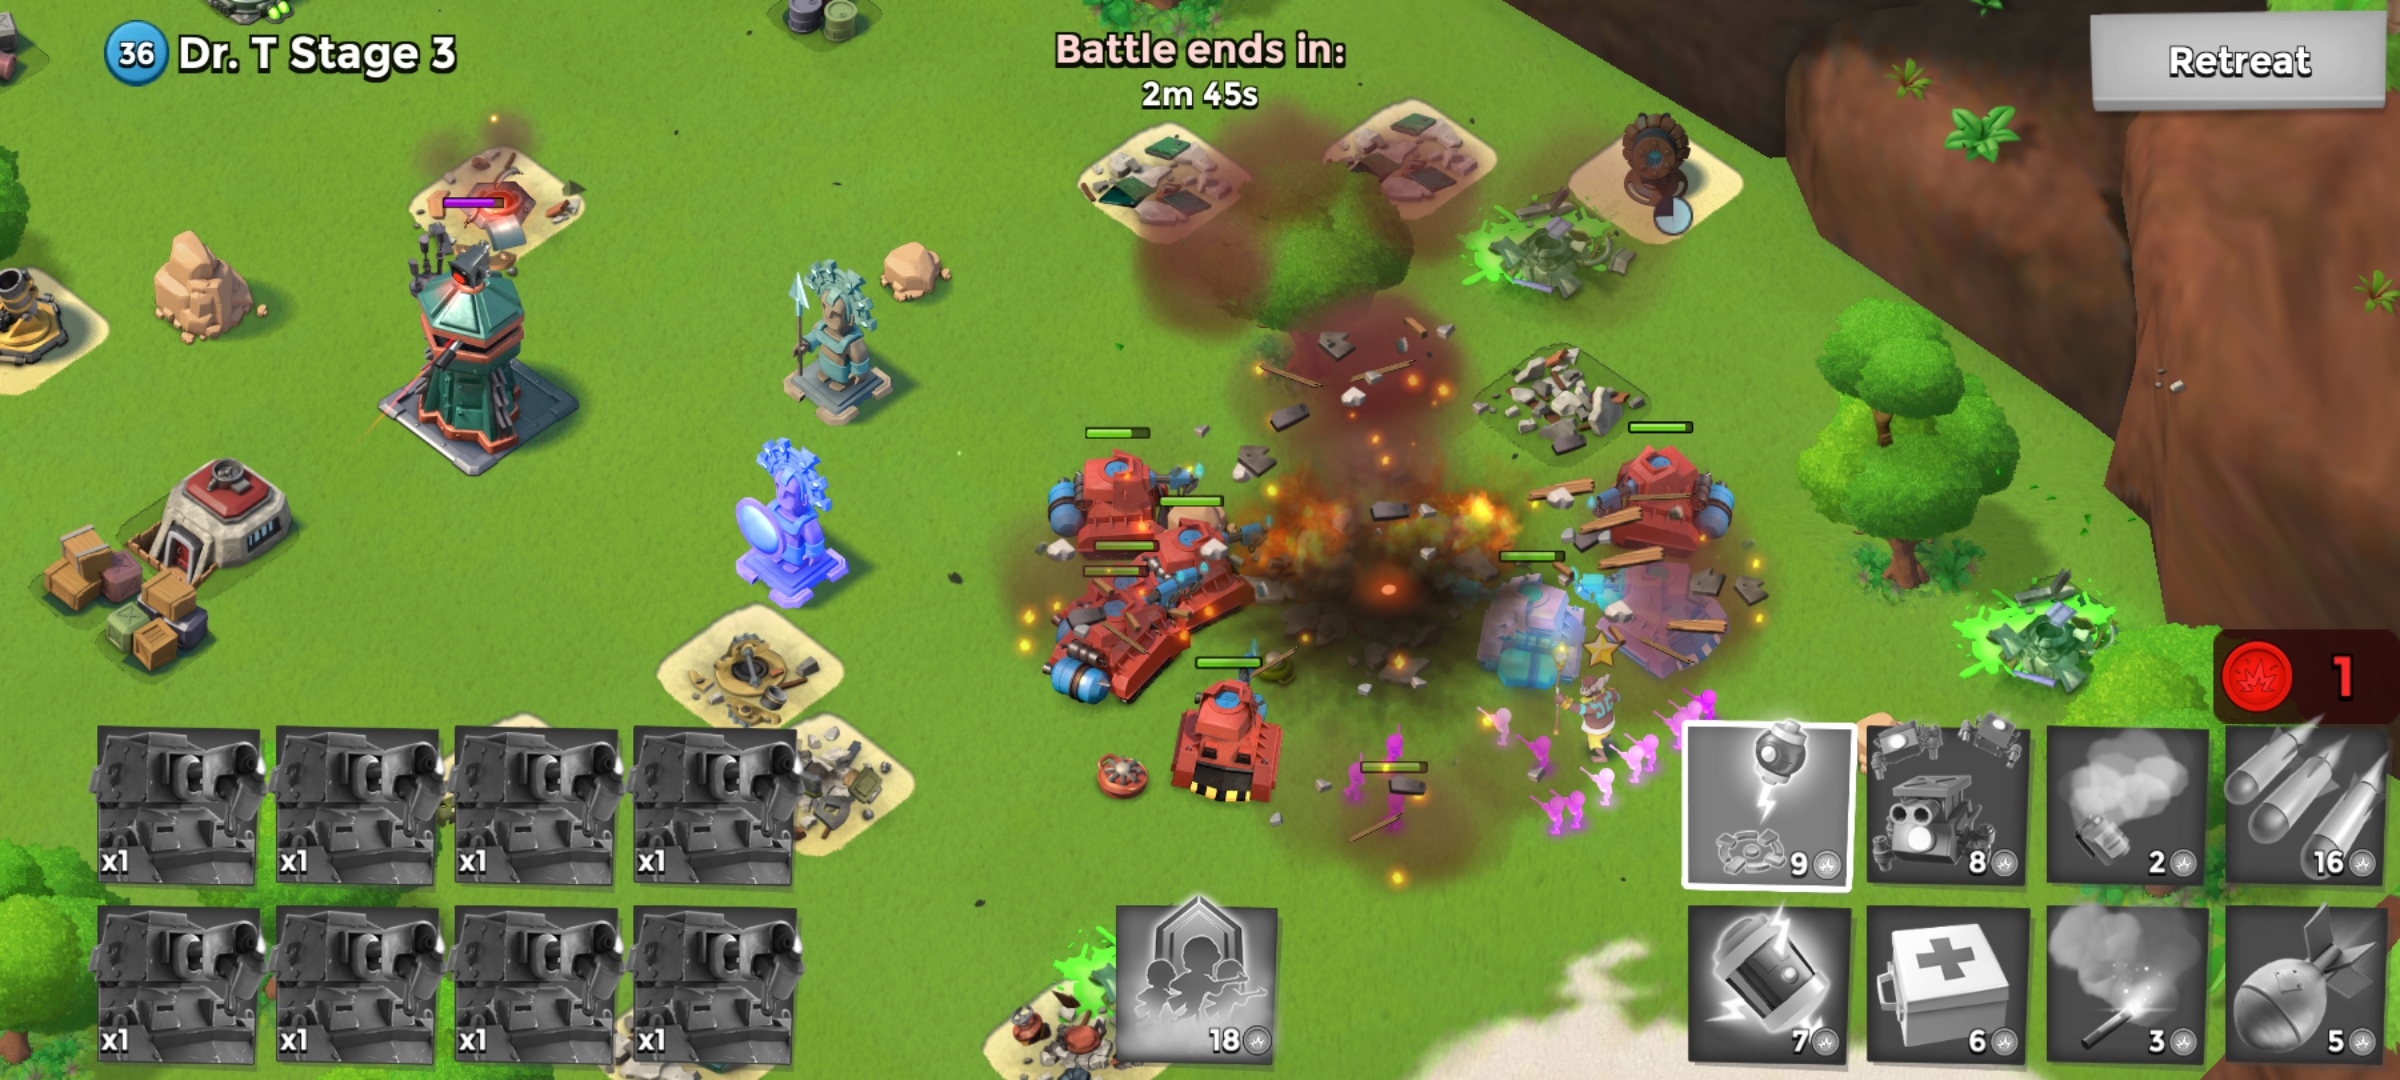 36 Dr. T Stage 3
Battle ends in:
2m 45s
Retreat
1
x1 x1 x1 x1
9 8 2 16
x1 x1 x1 x1
18
7 6 3 5